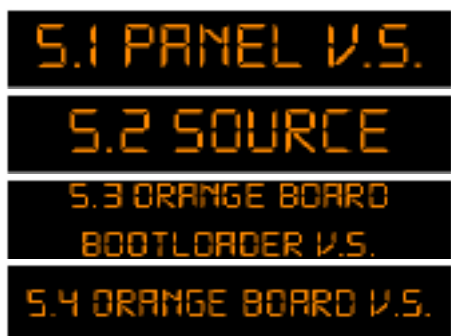 5.1 PANEL V.S.
5.2 SOURCE
5.3 ORANGE BOARD
BOOTLOADER V.S.
5.4 ORANGE BOARD V.S.